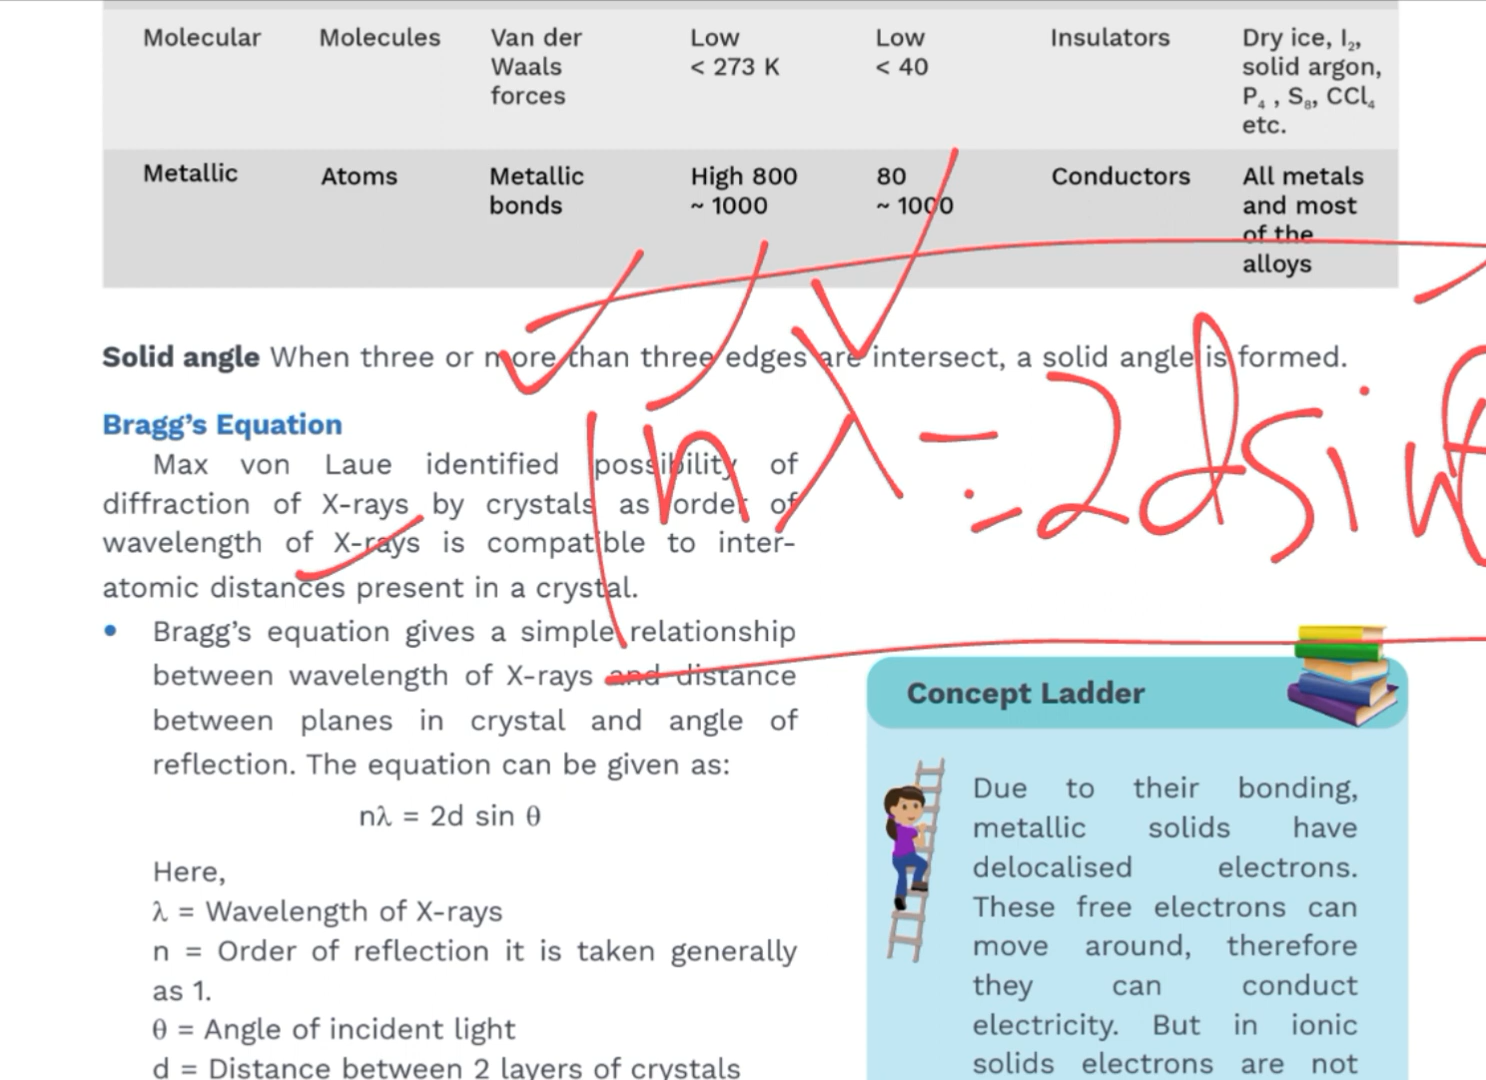 Molecular Molecules Van der Low Low Insulators Dry ice, I₂,
Waals < 273 K < 40 solid argon,
forces P₄ , S₈, CCl₄
etc.
Metallic Atoms Metallic High 800 80 Conductors All metals
bonds ~ 1000 ~ 1000 and most
of the
alloys
Solid angle When three or more than three edges are intersect, a solid angle is formed.
nλ = 2dsin
Bragg's Equation
Max von Laue identified possibility of
diffraction of X-rays by crystals as order of
wavelength of X-rays is compatible to inter-
atomic distances present in a crystal.
• Bragg's equation gives a simple relationship
between wavelength of X-rays and distance
between planes in crystal and angle of
reflection. The equation can be given as:
nλ = 2d sin θ
Here,
λ = Wavelength of X-rays
n = Order of reflection it is taken generally
as 1.
θ = Angle of incident light
d = Distance between 2 layers of crystals
Concept Ladder
Due to their bonding,
metallic solids have
delocalised electrons.
These free electrons can
move around, therefore
they can conduct
electricity. But in ionic
solids electrons are not